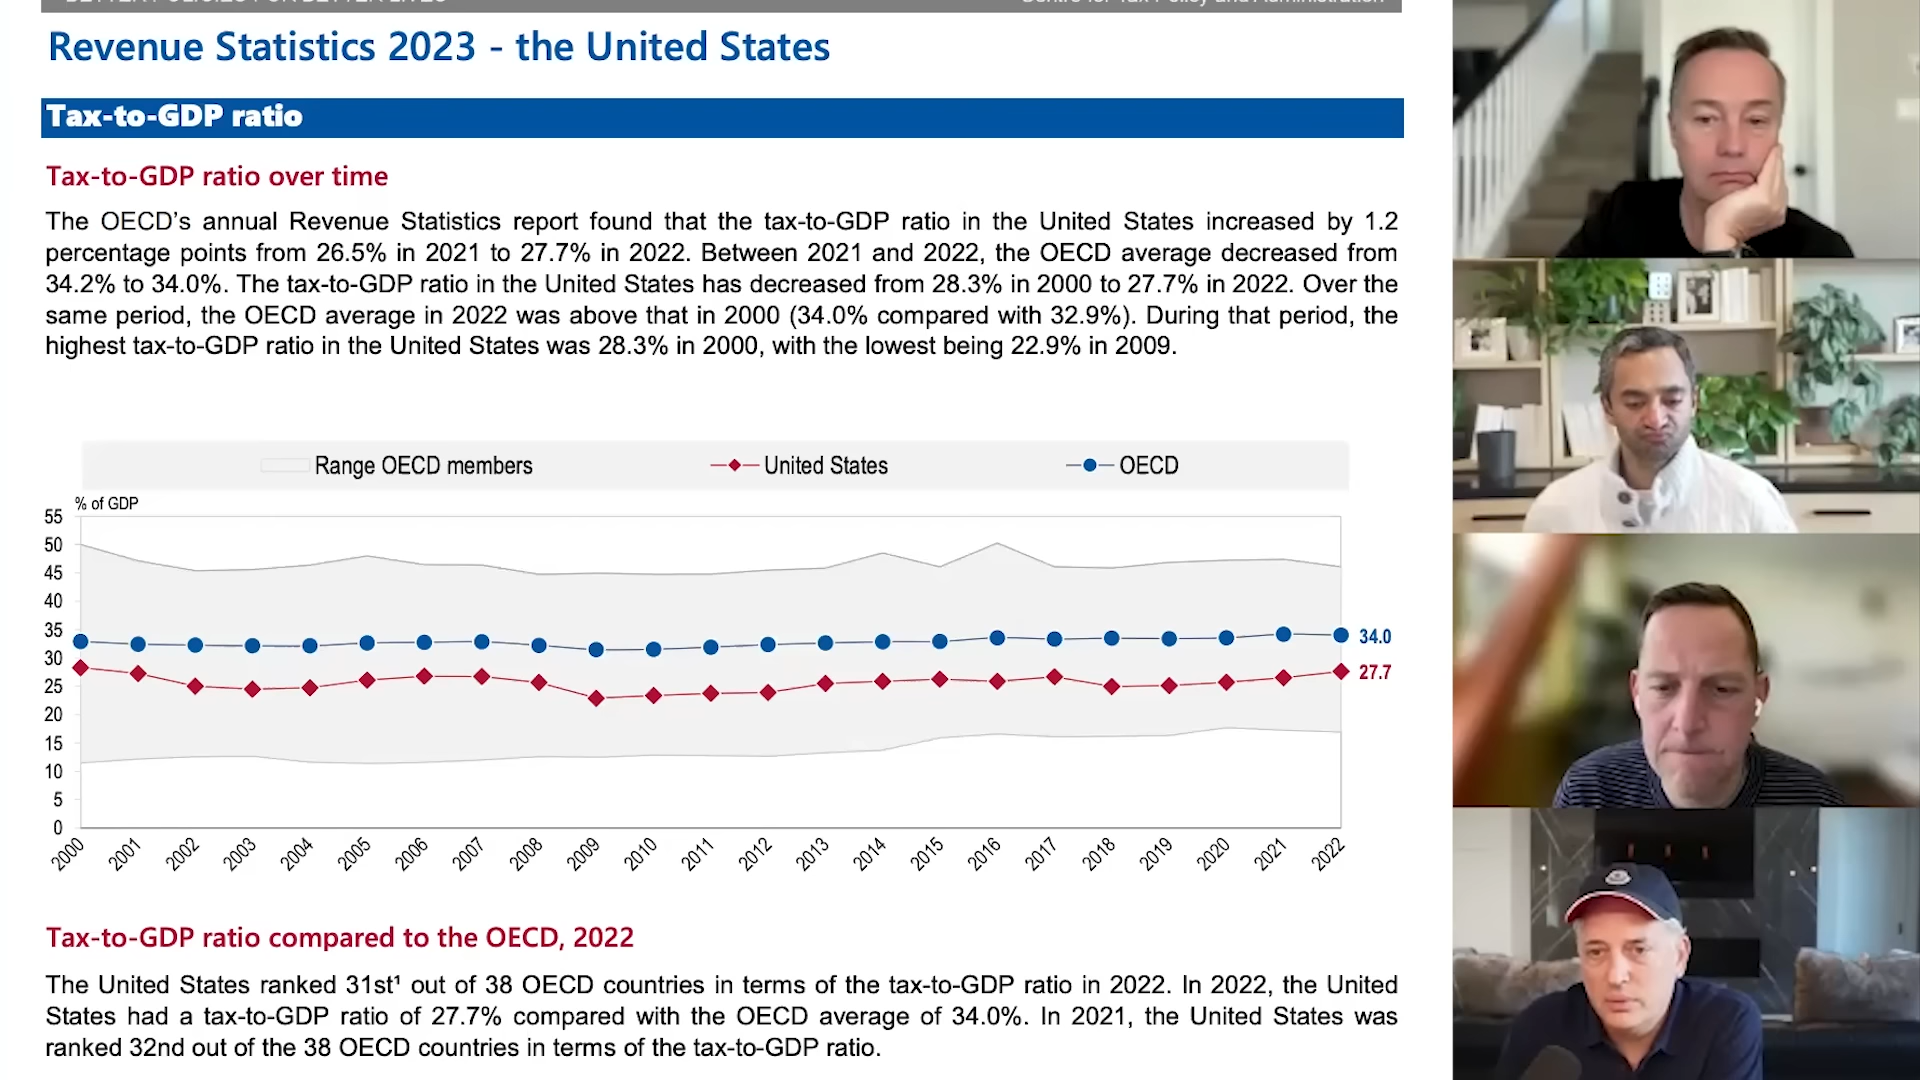 Revenue Statistics 2023 - the United States
Tax-to-GDP ratio
Tax-to-GDP ratio over time
The OECD's annual Revenue Statistics report found that the tax-to-GDP ratio in the United States increased by 1.2
percentage points from 26.5% in 2021 to 27.7% in 2022. Between 2021 and 2022, the OECD average decreased from
34.2% to 34.0%. The tax-to-GDP ratio in the United States has decreased from 28.3% in 2000 to 27.7% in 2022. Over the
same period, the OECD average in 2022 was above that in 2000 (34.0% compared with 32.9%). During that period, the
highest tax-to-GDP ratio in the United States was 28.3% in 2000, with the lowest being 22.9% in 2009.
Range OECD members United States OECD
% of GDP
55
50
45
40
35
30
25
20
15
10
5
0
34.0
27.7
2000 2001 2002 2003 2004 2005 2006 2007 2008 2009 2010 2011 2012 2013 2014 2015 2016 2017 2018 2019 2020 2021 2022
Tax-to-GDP ratio compared to the OECD, 2022
The United States ranked 31st¹ out of 38 OECD countries in terms of the tax-to-GDP ratio in 2022. In 2022, the United
States had a tax-to-GDP ratio of 27.7% compared with the OECD average of 34.0%. In 2021, the United States was
ranked 32nd out of the 38 OECD countries in terms of the tax-to-GDP ratio.